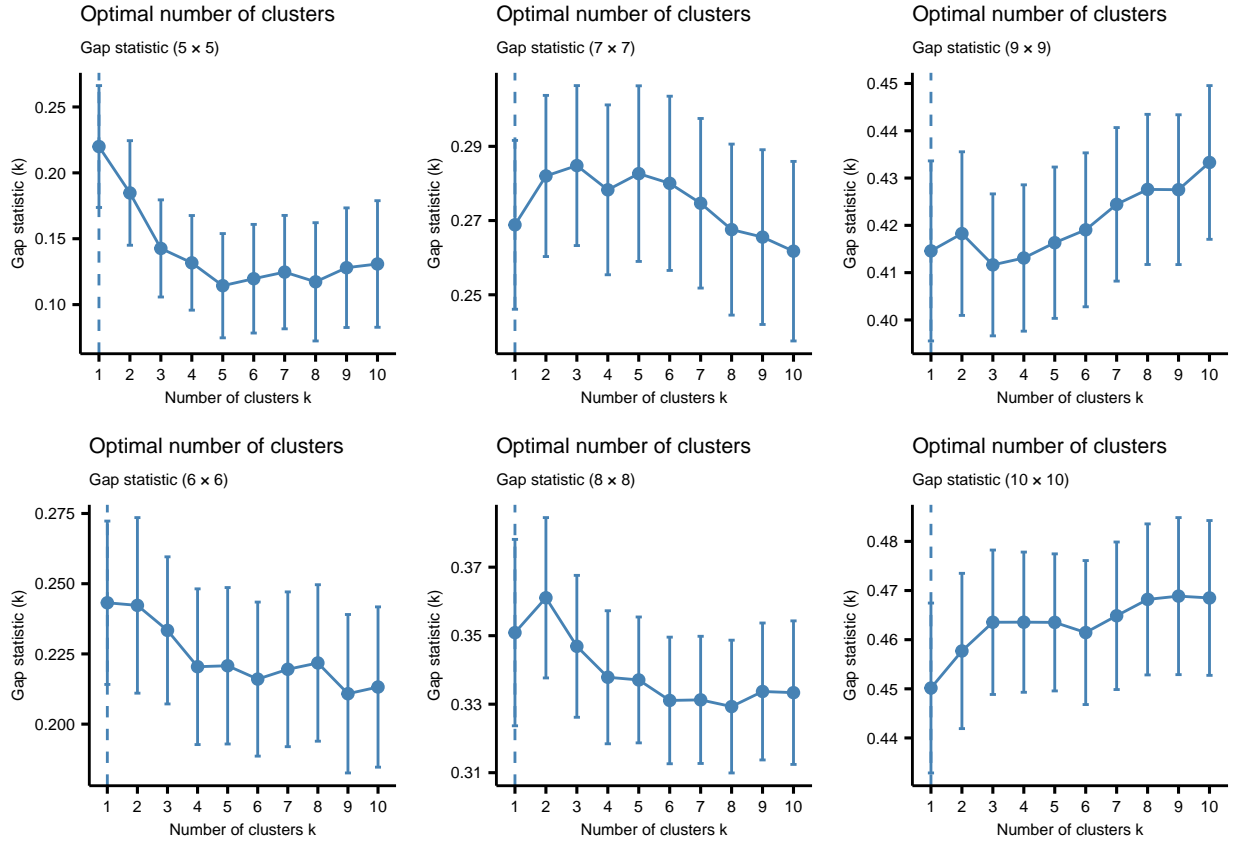 Optimal number of clusters
Gap statistic (5 × 5)
Gap statistic (k)
0.25
0.20
0.15
0.10
1 2 3 4 5 6 7 8 9 10
Number of clusters k
Optimal number of clusters
Gap statistic (7 × 7)
Gap statistic (k)
0.29
0.27
0.25
1 2 3 4 5 6 7 8 9 10
Number of clusters k
Optimal number of clusters
Gap statistic (9 × 9)
Gap statistic (k)
0.45
0.44
0.43
0.42
0.41
0.40
1 2 3 4 5 6 7 8 9 10
Number of clusters k
Optimal number of clusters
Gap statistic (6 × 6)
Gap statistic (k)
0.275
0.250
0.225
0.200
1 2 3 4 5 6 7 8 9 10
Number of clusters k
Optimal number of clusters
Gap statistic (8 × 8)
Gap statistic (k)
0.37
0.35
0.33
0.31
1 2 3 4 5 6 7 8 9 10
Number of clusters k
Optimal number of clusters
Gap statistic (10 × 10)
Gap statistic (k)
0.48
0.47
0.46
0.45
0.44
1 2 3 4 5 6 7 8 9 10
Number of clusters k